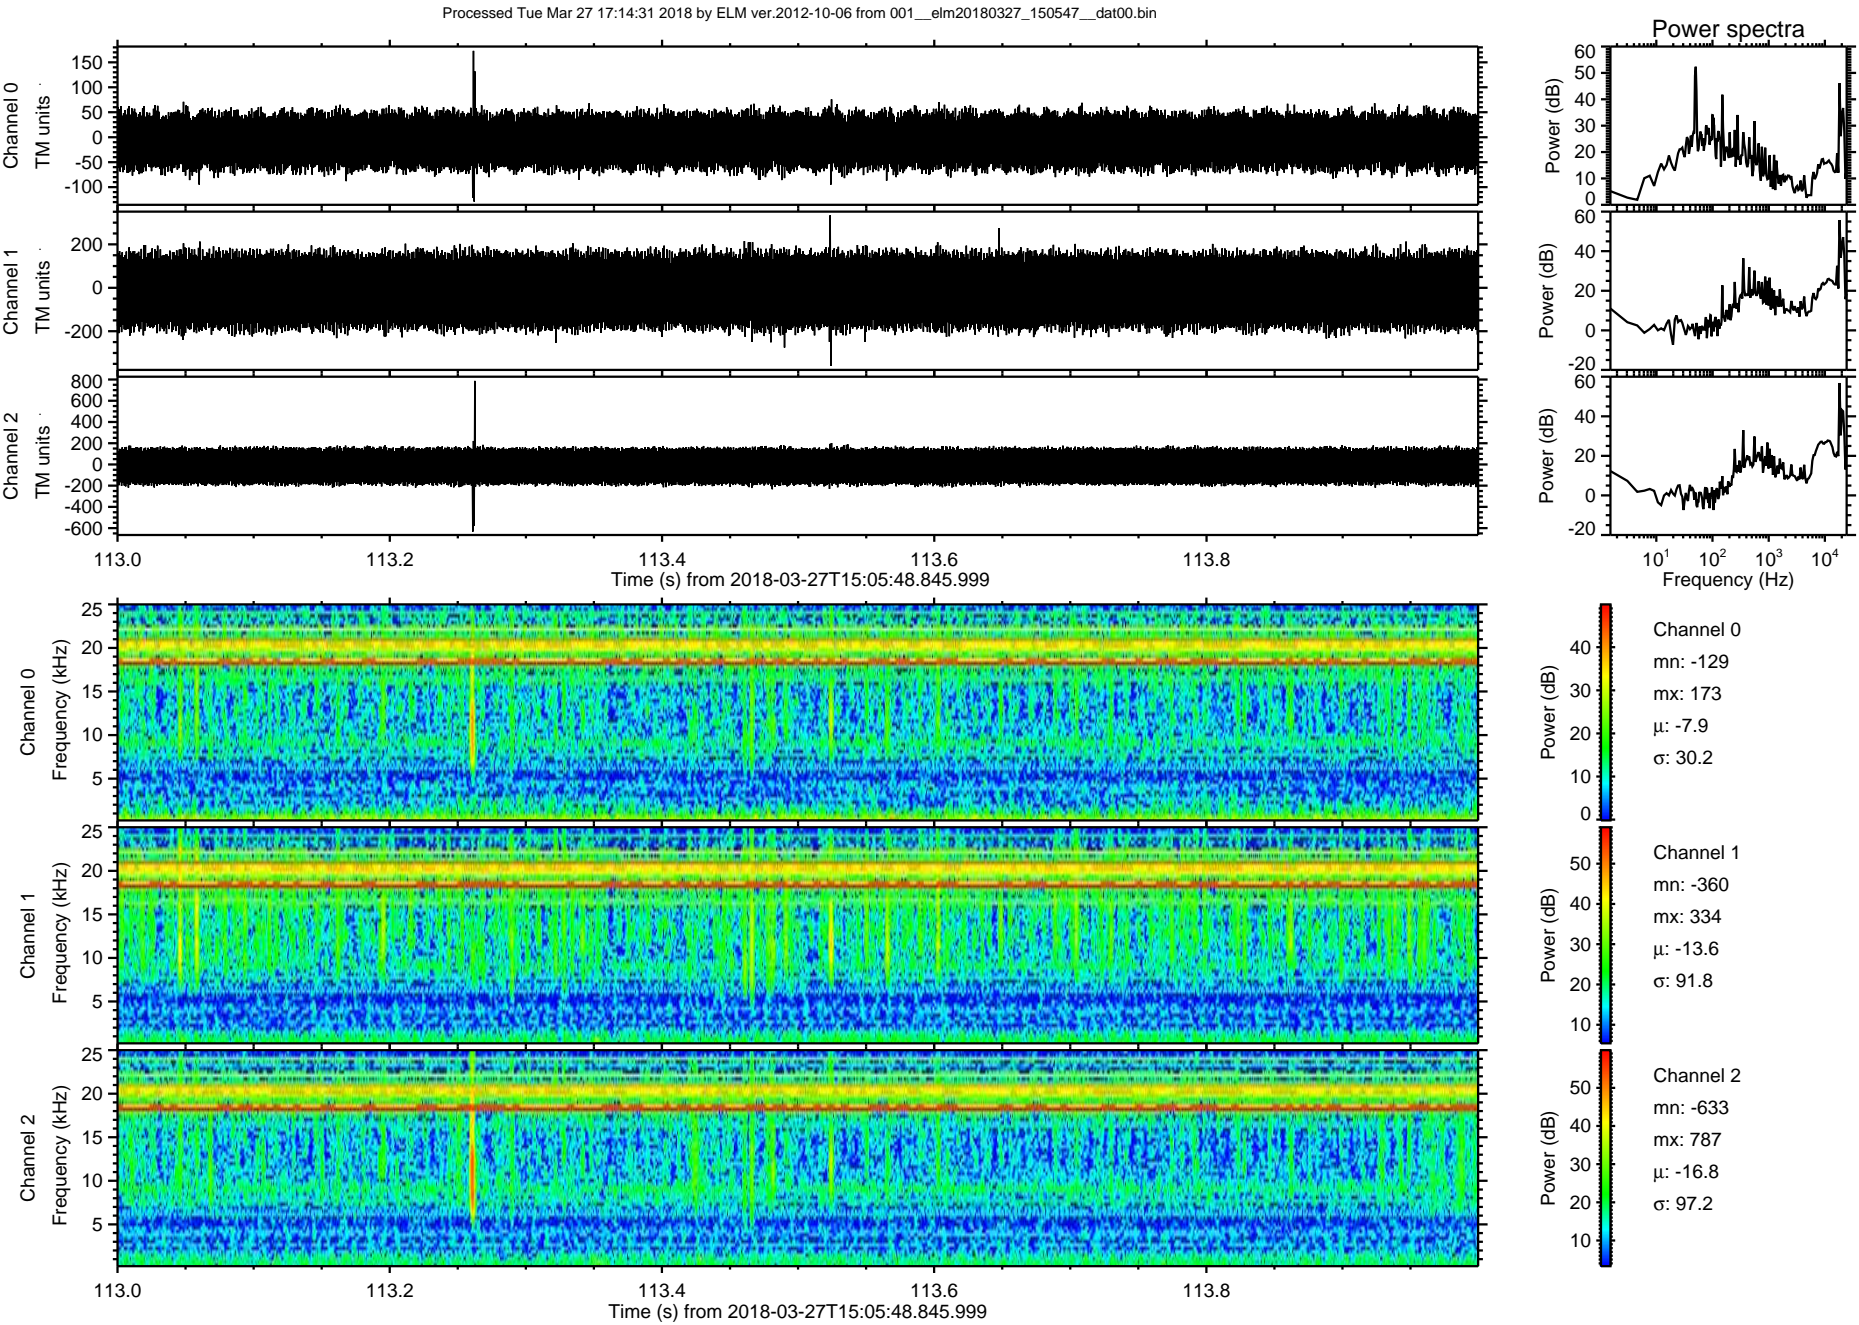 Processed Tue Mar 27 17:14:31 2018 by ELM ver.2012-10-06 from 001__elm20180327_150547__dat00.bin
Power spectra
Channel 0
TM units
150
100
50
0
-50
-100
Power (dB)
60
50
40
30
20
10
0
Channel 1
TM units
200
0
-200
Power (dB)
60
40
20
0
-20
Channel 2
TM units
800
600
400
200
0
-200
-400
-600
Power (dB)
60
40
20
0
-20
113.0 113.2 113.4 113.6 113.8
Time (s) from 2018-03-27T15:05:48.845.999
10^1 10^2 10^3 10^4
Frequency (Hz)
Channel 0
Frequency (kHz)
25
20
15
10
5
Power (dB)
40
30
20
10
0
Channel 0
mn: -129
mx: 173
μ: -7.9
σ: 30.2
Channel 1
Frequency (kHz)
25
20
15
10
5
Power (dB)
50
40
30
20
10
Channel 1
mn: -360
mx: 334
μ: -13.6
σ: 91.8
Channel 2
Frequency (kHz)
25
20
15
10
5
Power (dB)
50
40
30
20
10
Channel 2
mn: -633
mx: 787
μ: -16.8
σ: 97.2
113.0 113.2 113.4 113.6 113.8
Time (s) from 2018-03-27T15:05:48.845.999